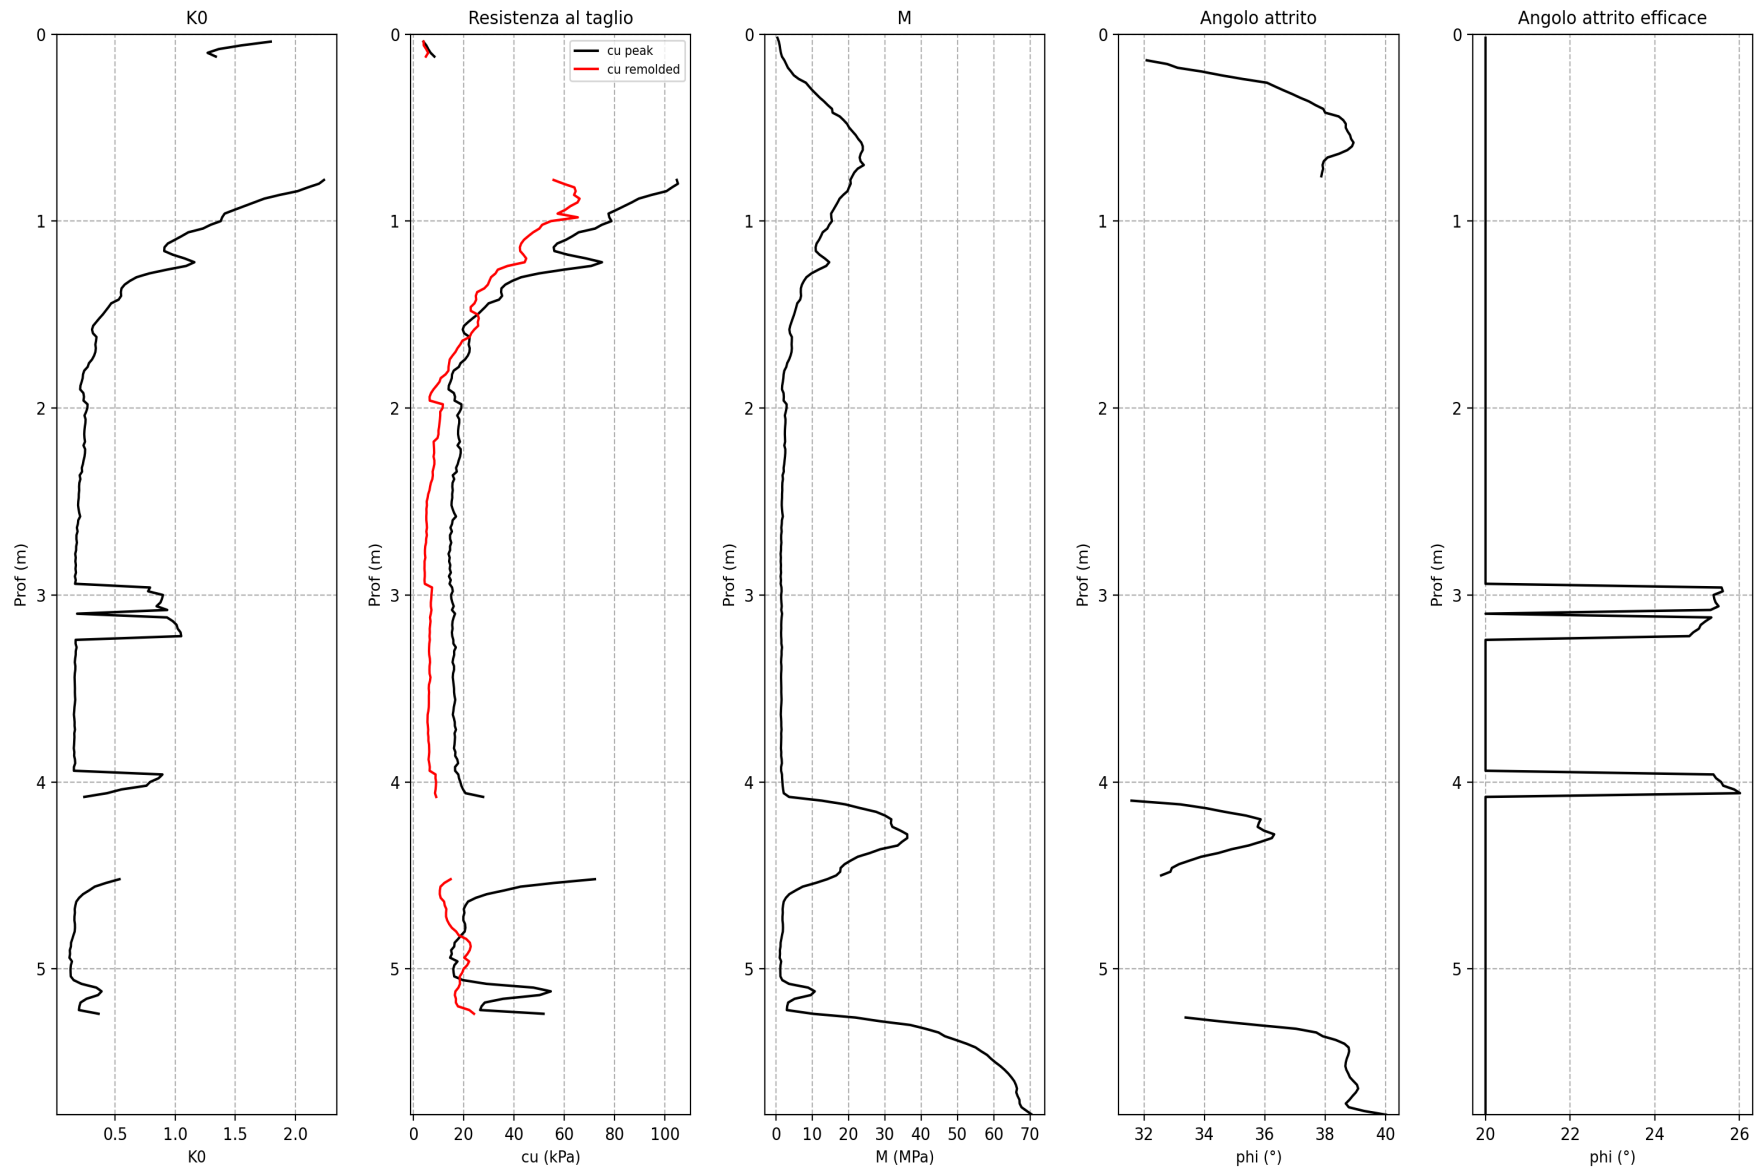 K0
Resistenza al taglio
M
Angolo attrito
Angolo attrito efficace
cu peak
cu remolded
0
1
2
3
4
5
Prof (m)
0.5 1.0 1.5 2.0
K0
0
1
2
3
4
5
Prof (m)
0 20 40 60 80 100
cu (kPa)
0
1
2
3
4
5
Prof (m)
0 10 20 30 40 50 60 70
M (MPa)
0
1
2
3
4
5
Prof (m)
32 34 36 38 40
phi (°)
0
1
2
3
4
5
Prof (m)
20 22 24 26
phi (°)